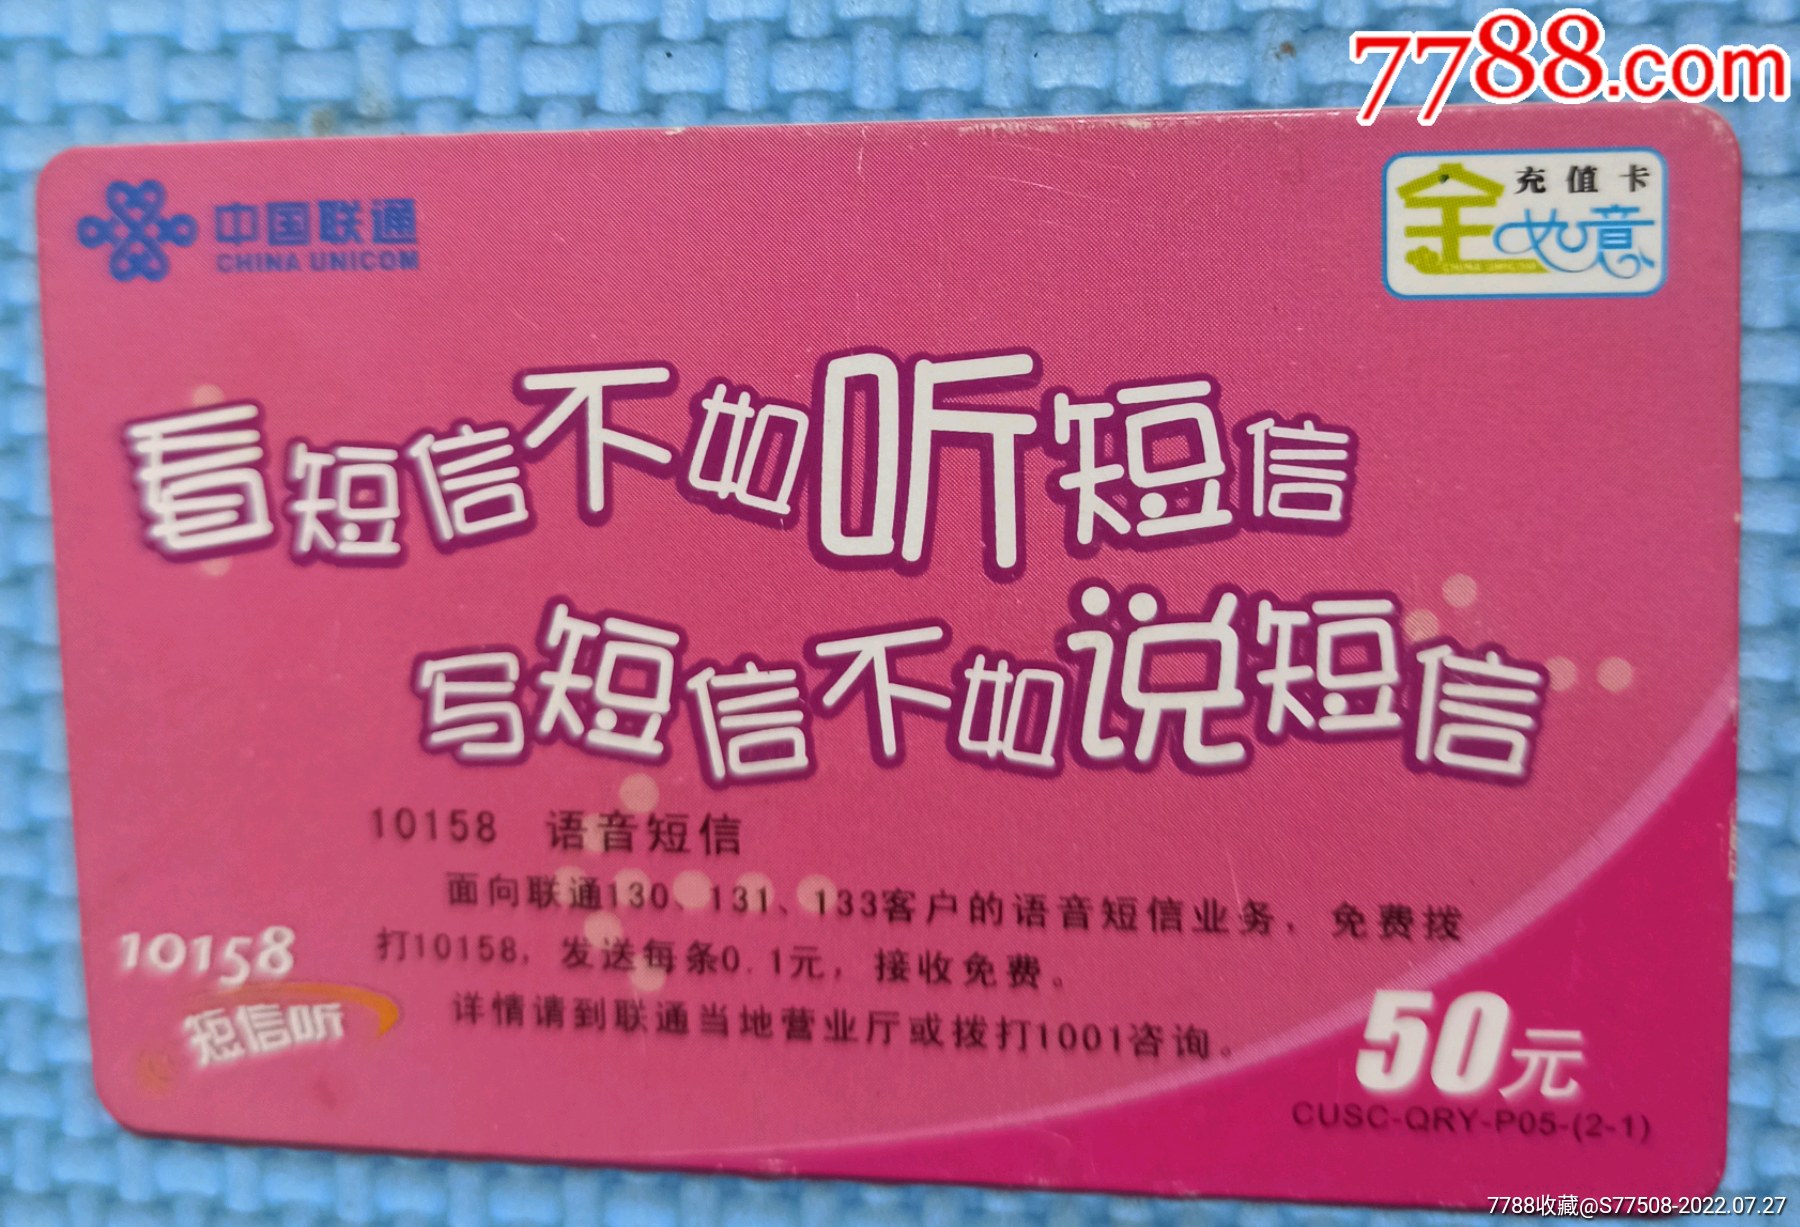 7788.com
中国联通
CHINA UNICOM
充值卡
全如意
CHINA UNICOM
看短信不如听短信
写短信不如说短信
10158 语音短信
面向联通130、131、133客户的语音短信业务，免费拨
打10158，发送每条0.1元，接收免费。
详情请到联通当地营业厅或拨打1001咨询。
10158
短信听
50元
CUSC-QRY-P05-(2-1)
7788收藏@S77508-2022.07.27